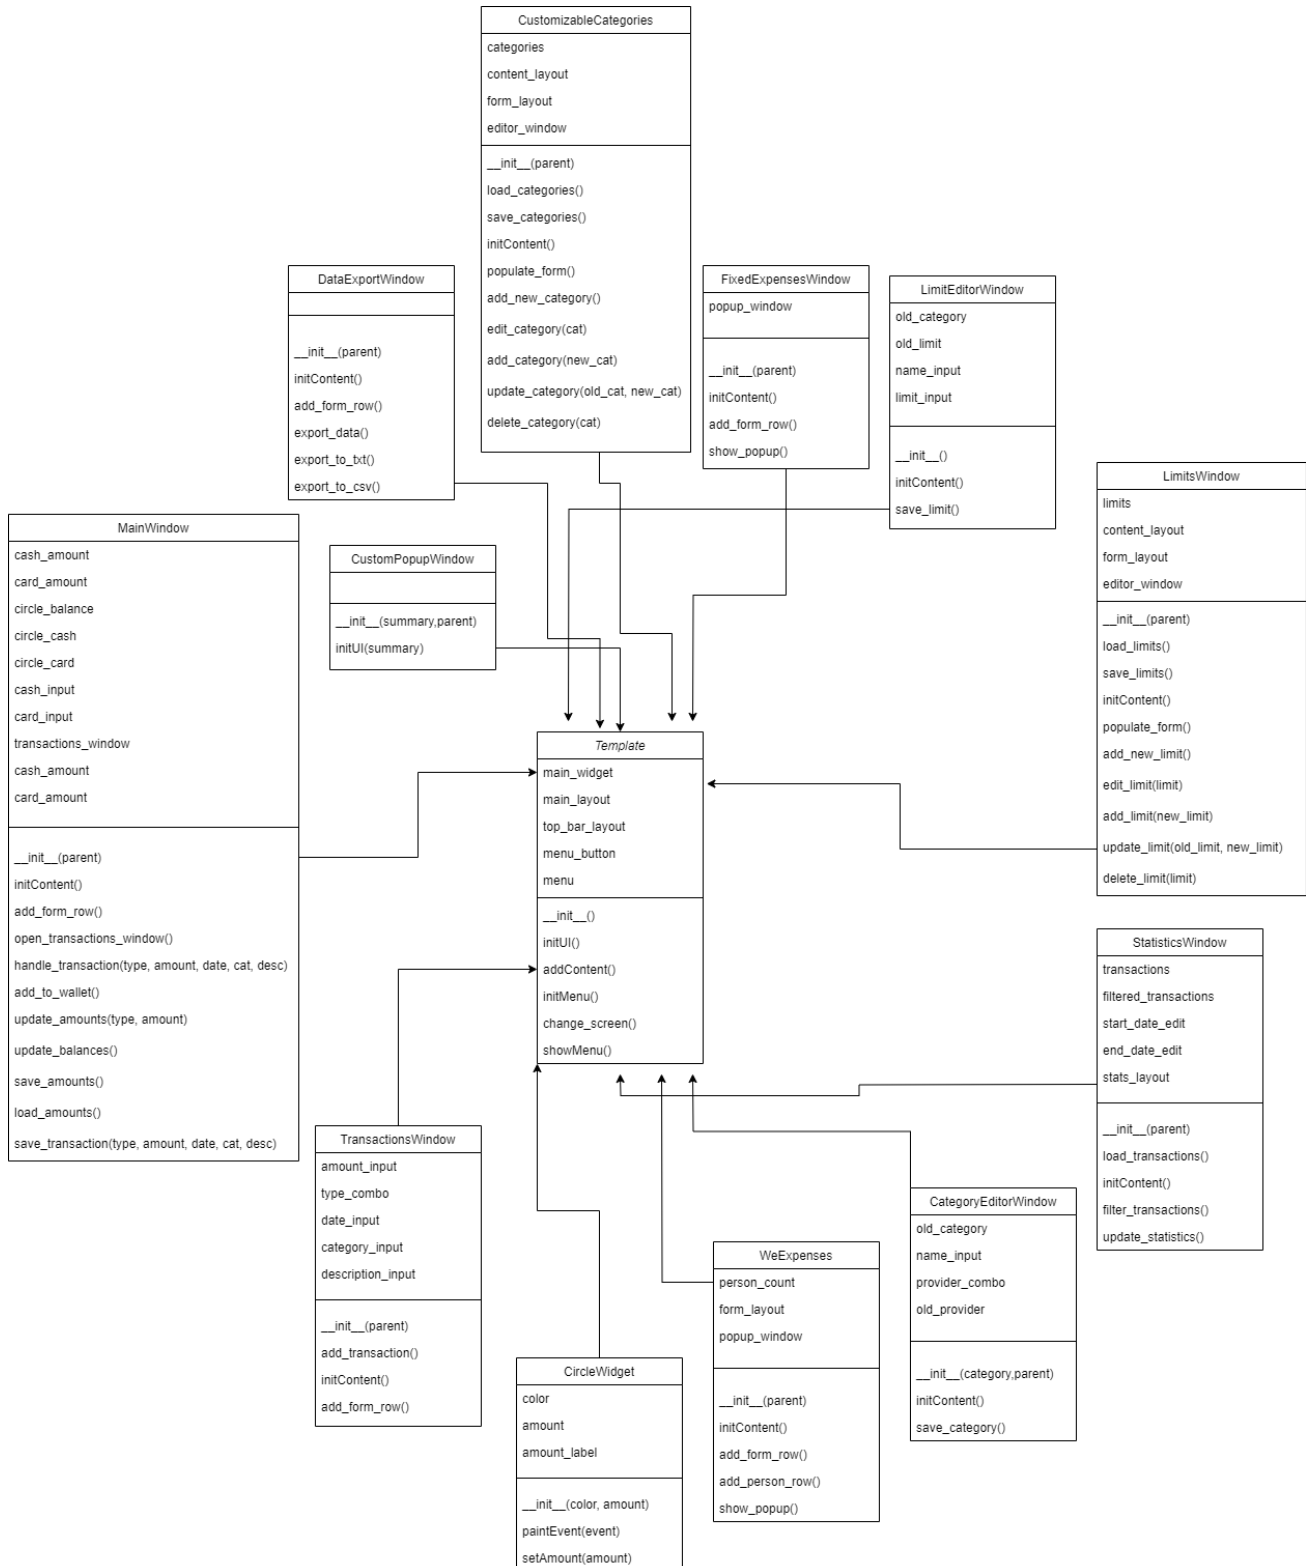 CustomizableCategories
categories
content_layout
form_layout
editor_window
__init__(parent)
load_categories()
save_categories()
initContent()
populate_form()
add_new_category()
edit_category(cat)
add_category(new_cat)
update_category(old_cat, new_cat)
delete_category(cat)
DataExportWindow
__init__(parent)
initContent()
add_form_row()
export_data()
export_to_txt()
export_to_csv()
FixedExpensesWindow
popup_window
__init__(parent)
initContent()
add_form_row()
show_popup()
LimitEditorWindow
old_category
old_limit
name_input
limit_input
__init__()
initContent()
save_limit()
LimitsWindow
limits
content_layout
form_layout
editor_window
__init__(parent)
load_limits()
save_limits()
initContent()
populate_form()
add_new_limit()
edit_limit(limit)
add_limit(new_limit)
update_limit(old_limit, new_limit)
delete_limit(limit)
MainWindow
cash_amount
card_amount
circle_balance
circle_cash
circle_card
cash_input
card_input
transactions_window
cash_amount
card_amount
__init__(parent)
initContent()
add_form_row()
open_transactions_window()
handle_transaction(type, amount, date, cat, desc)
add_to_wallet()
update_amounts(type, amount)
update_balances()
save_amounts()
load_amounts()
save_transaction(type, amount, date, cat, desc)
CustomPopupWindow
__init__(summary,parent)
initUI(summary)
Template
main_widget
main_layout
top_bar_layout
menu_button
menu
__init__()
initUI()
addContent()
initMenu()
change_screen()
showMenu()
StatisticsWindow
transactions
filtered_transactions
start_date_edit
end_date_edit
stats_layout
__init__(parent)
load_transactions()
initContent()
filter_transactions()
update_statistics()
TransactionsWindow
amount_input
type_combo
date_input
category_input
description_input
__init__(parent)
add_transaction()
initContent()
add_form_row()
CategoryEditorWindow
old_category
name_input
provider_combo
old_provider
__init__(category,parent)
initContent()
save_category()
WeExpenses
person_count
form_layout
popup_window
__init__(parent)
initContent()
add_form_row()
add_person_row()
show_popup()
CircleWidget
color
amount
amount_label
__init__(color, amount)
paintEvent(event)
setAmount(amount)